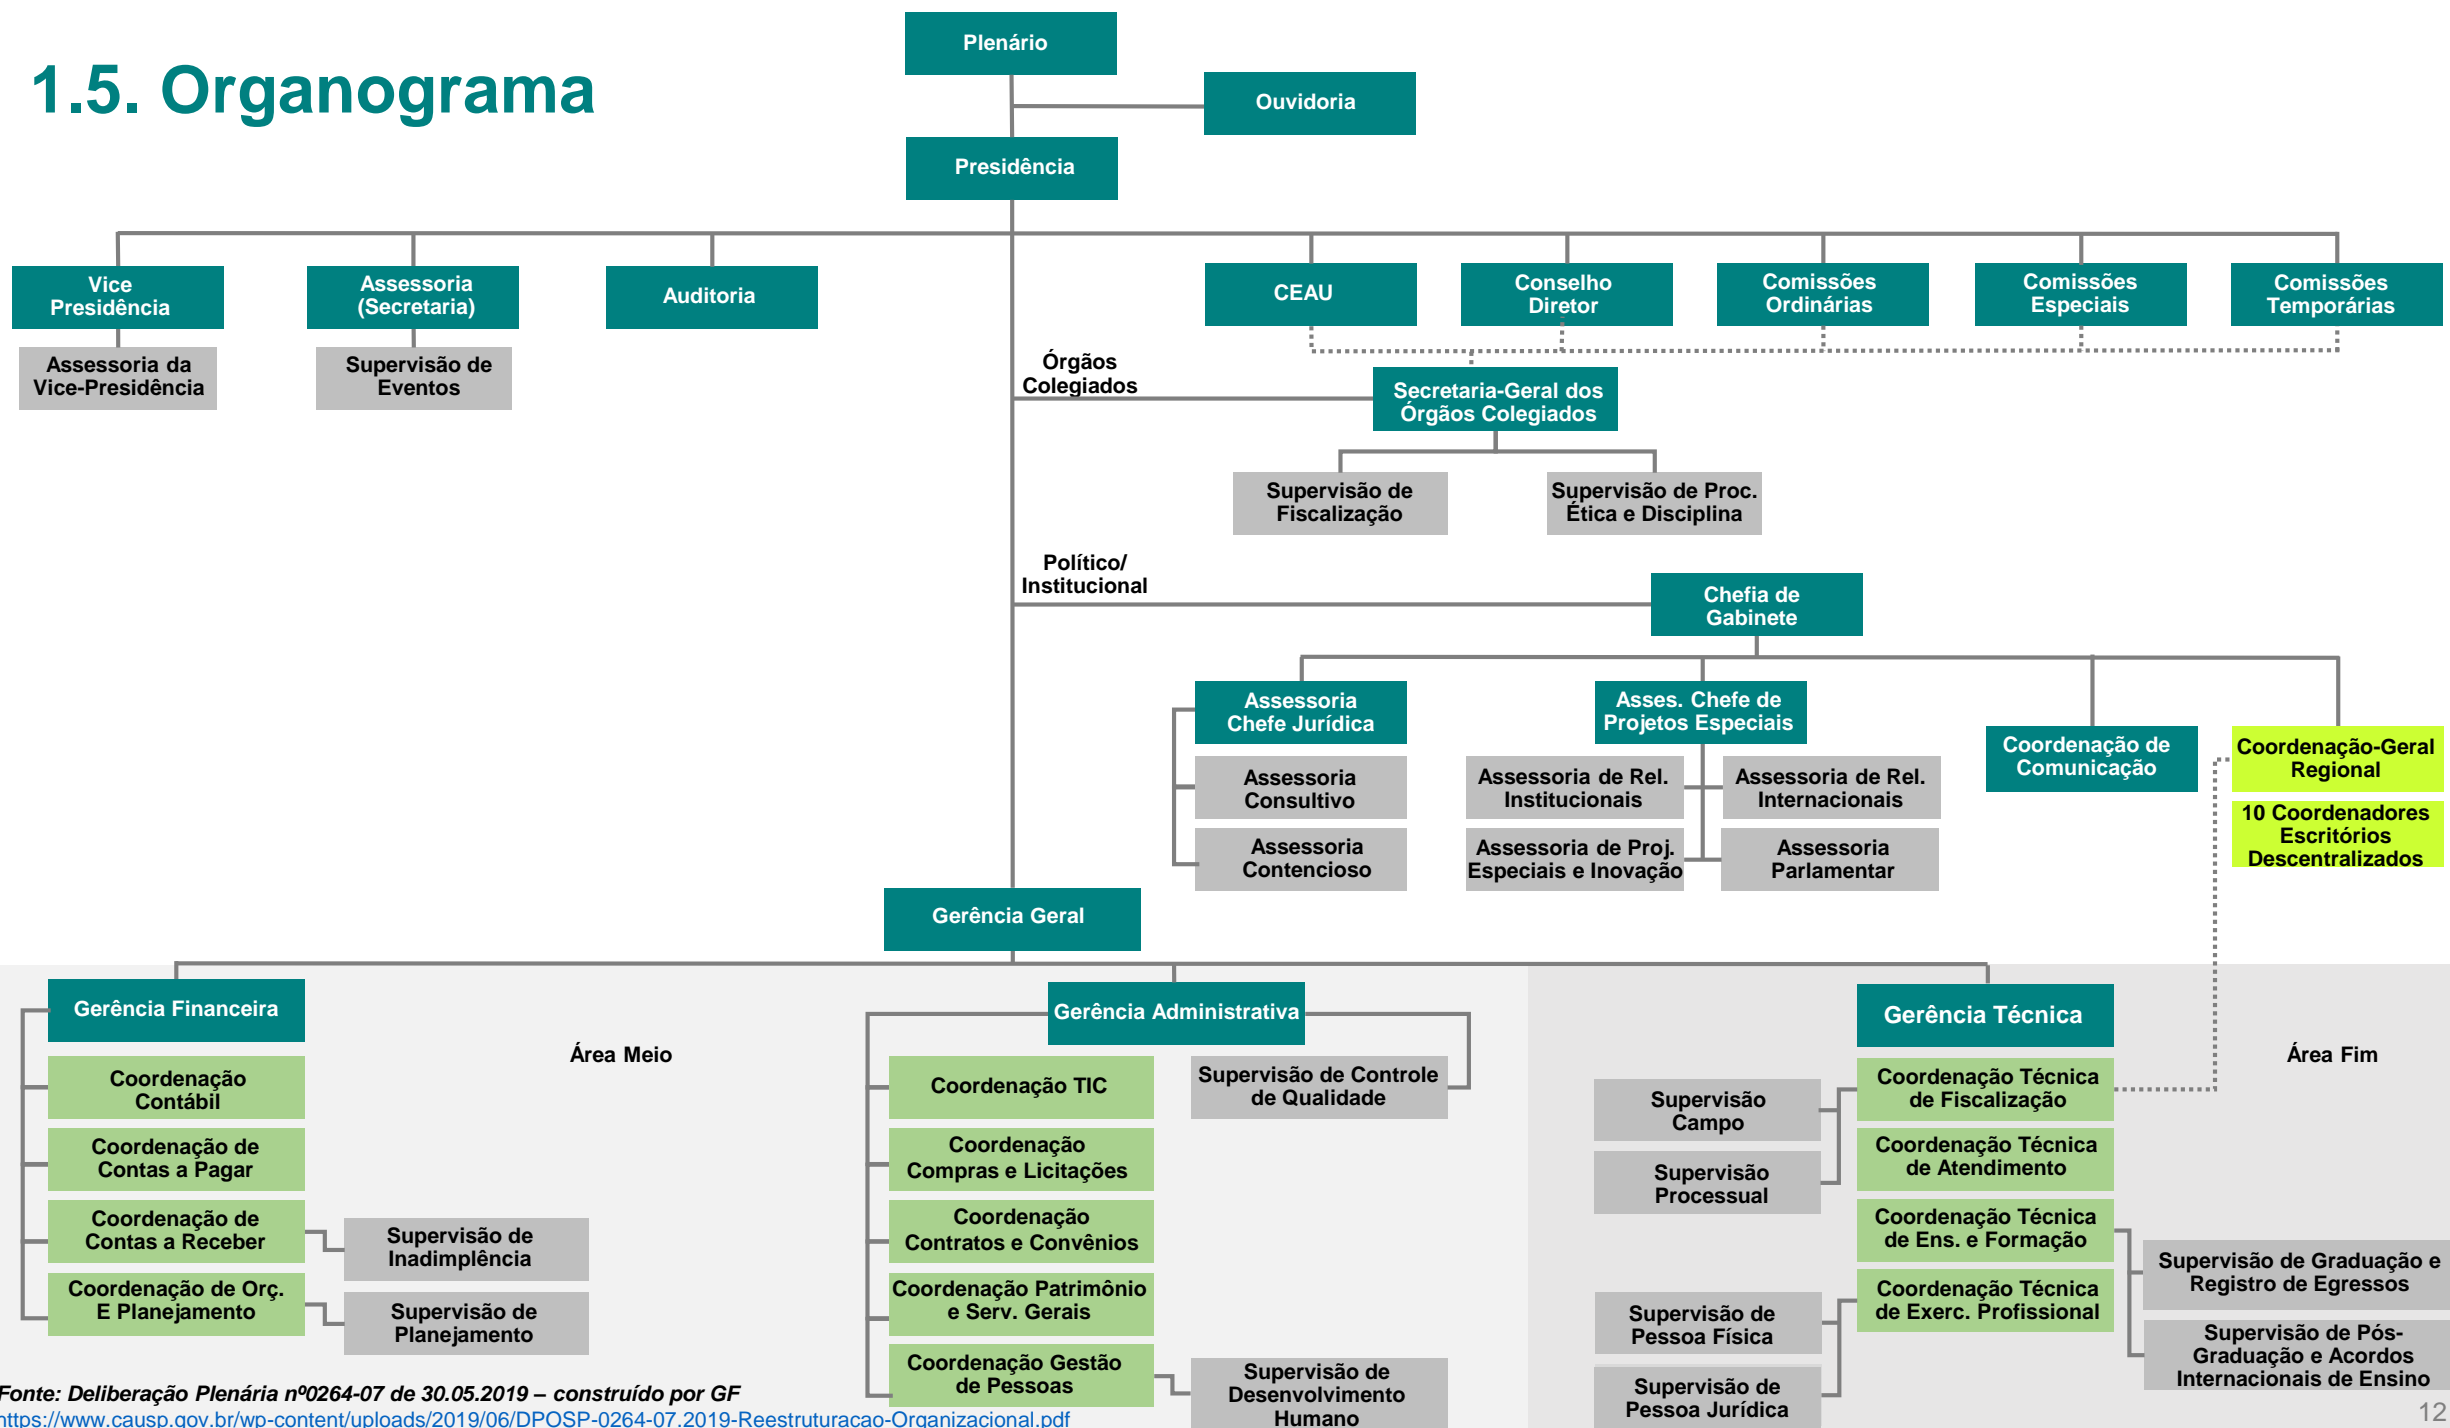 1.5. Organograma
Plenário
Ouvidoria
Presidência
Vice
Presidência
Assessoria
(Secretaria)
Auditoria
CEAU
Conselho
Diretor
Comissões
Ordinárias
Comissões
Especiais
Comissões
Temporárias
Assessoria da
Vice-Presidência
Supervisão de
Eventos
Órgãos
Colegiados
Secretaria-Geral dos
Órgãos Colegiados
Supervisão de
Fiscalização
Supervisão de Proc.
Ética e Disciplina
Político/
Institucional
Chefia de
Gabinete
Assessoria
Chefe Jurídica
Asses. Chefe de
Projetos Especiais
Coordenação de
Comunicação
Coordenação-Geral
Regional
Assessoria
Consultivo
Assessoria de Rel.
Institucionais
Assessoria de Rel.
Internacionais
10 Coordenadores
Escritórios
Descentralizados
Assessoria
Contencioso
Assessoria de Proj.
Especiais e Inovação
Assessoria
Parlamentar
Gerência Geral
Gerência Financeira
Gerência Administrativa
Gerência Técnica
Área Meio
Área Fim
Coordenação
Contábil
Coordenação de
Contas a Pagar
Coordenação de
Contas a Receber
Supervisão de
Inadimplência
Coordenação de Orç.
E Planejamento
Supervisão de
Planejamento
Coordenação TIC
Supervisão de Controle
de Qualidade
Coordenação
Compras e Licitações
Coordenação
Contratos e Convênios
Coordenação Patrimônio
e Serv. Gerais
Coordenação Gestão
de Pessoas
Supervisão de
Desenvolvimento
Humano
Coordenação Técnica
de Fiscalização
Supervisão
Campo
Supervisão
Processual
Coordenação Técnica
de Atendimento
Coordenação Técnica
de Ens. e Formação
Supervisão de Graduação e
Registro de Egressos
Supervisão de Pós-
Graduação e Acordos
Internacionais de Ensino
Coordenação Técnica
de Exerc. Profissional
Supervisão de
Pessoa Física
Supervisão de
Pessoa Jurídica
Fonte: Deliberação Plenária nº0264-07 de 30.05.2019 – construído por GF
https://www.causp.gov.br/wp-content/uploads/2019/06/DPOSP-0264-07.2019-Reestruturacao-Organizacional.pdf
12